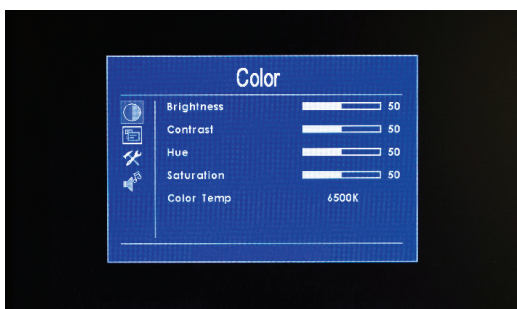 Color
Brightness 50
Contrast 50
Hue 50
Saturation 50
Color Temp 6500K